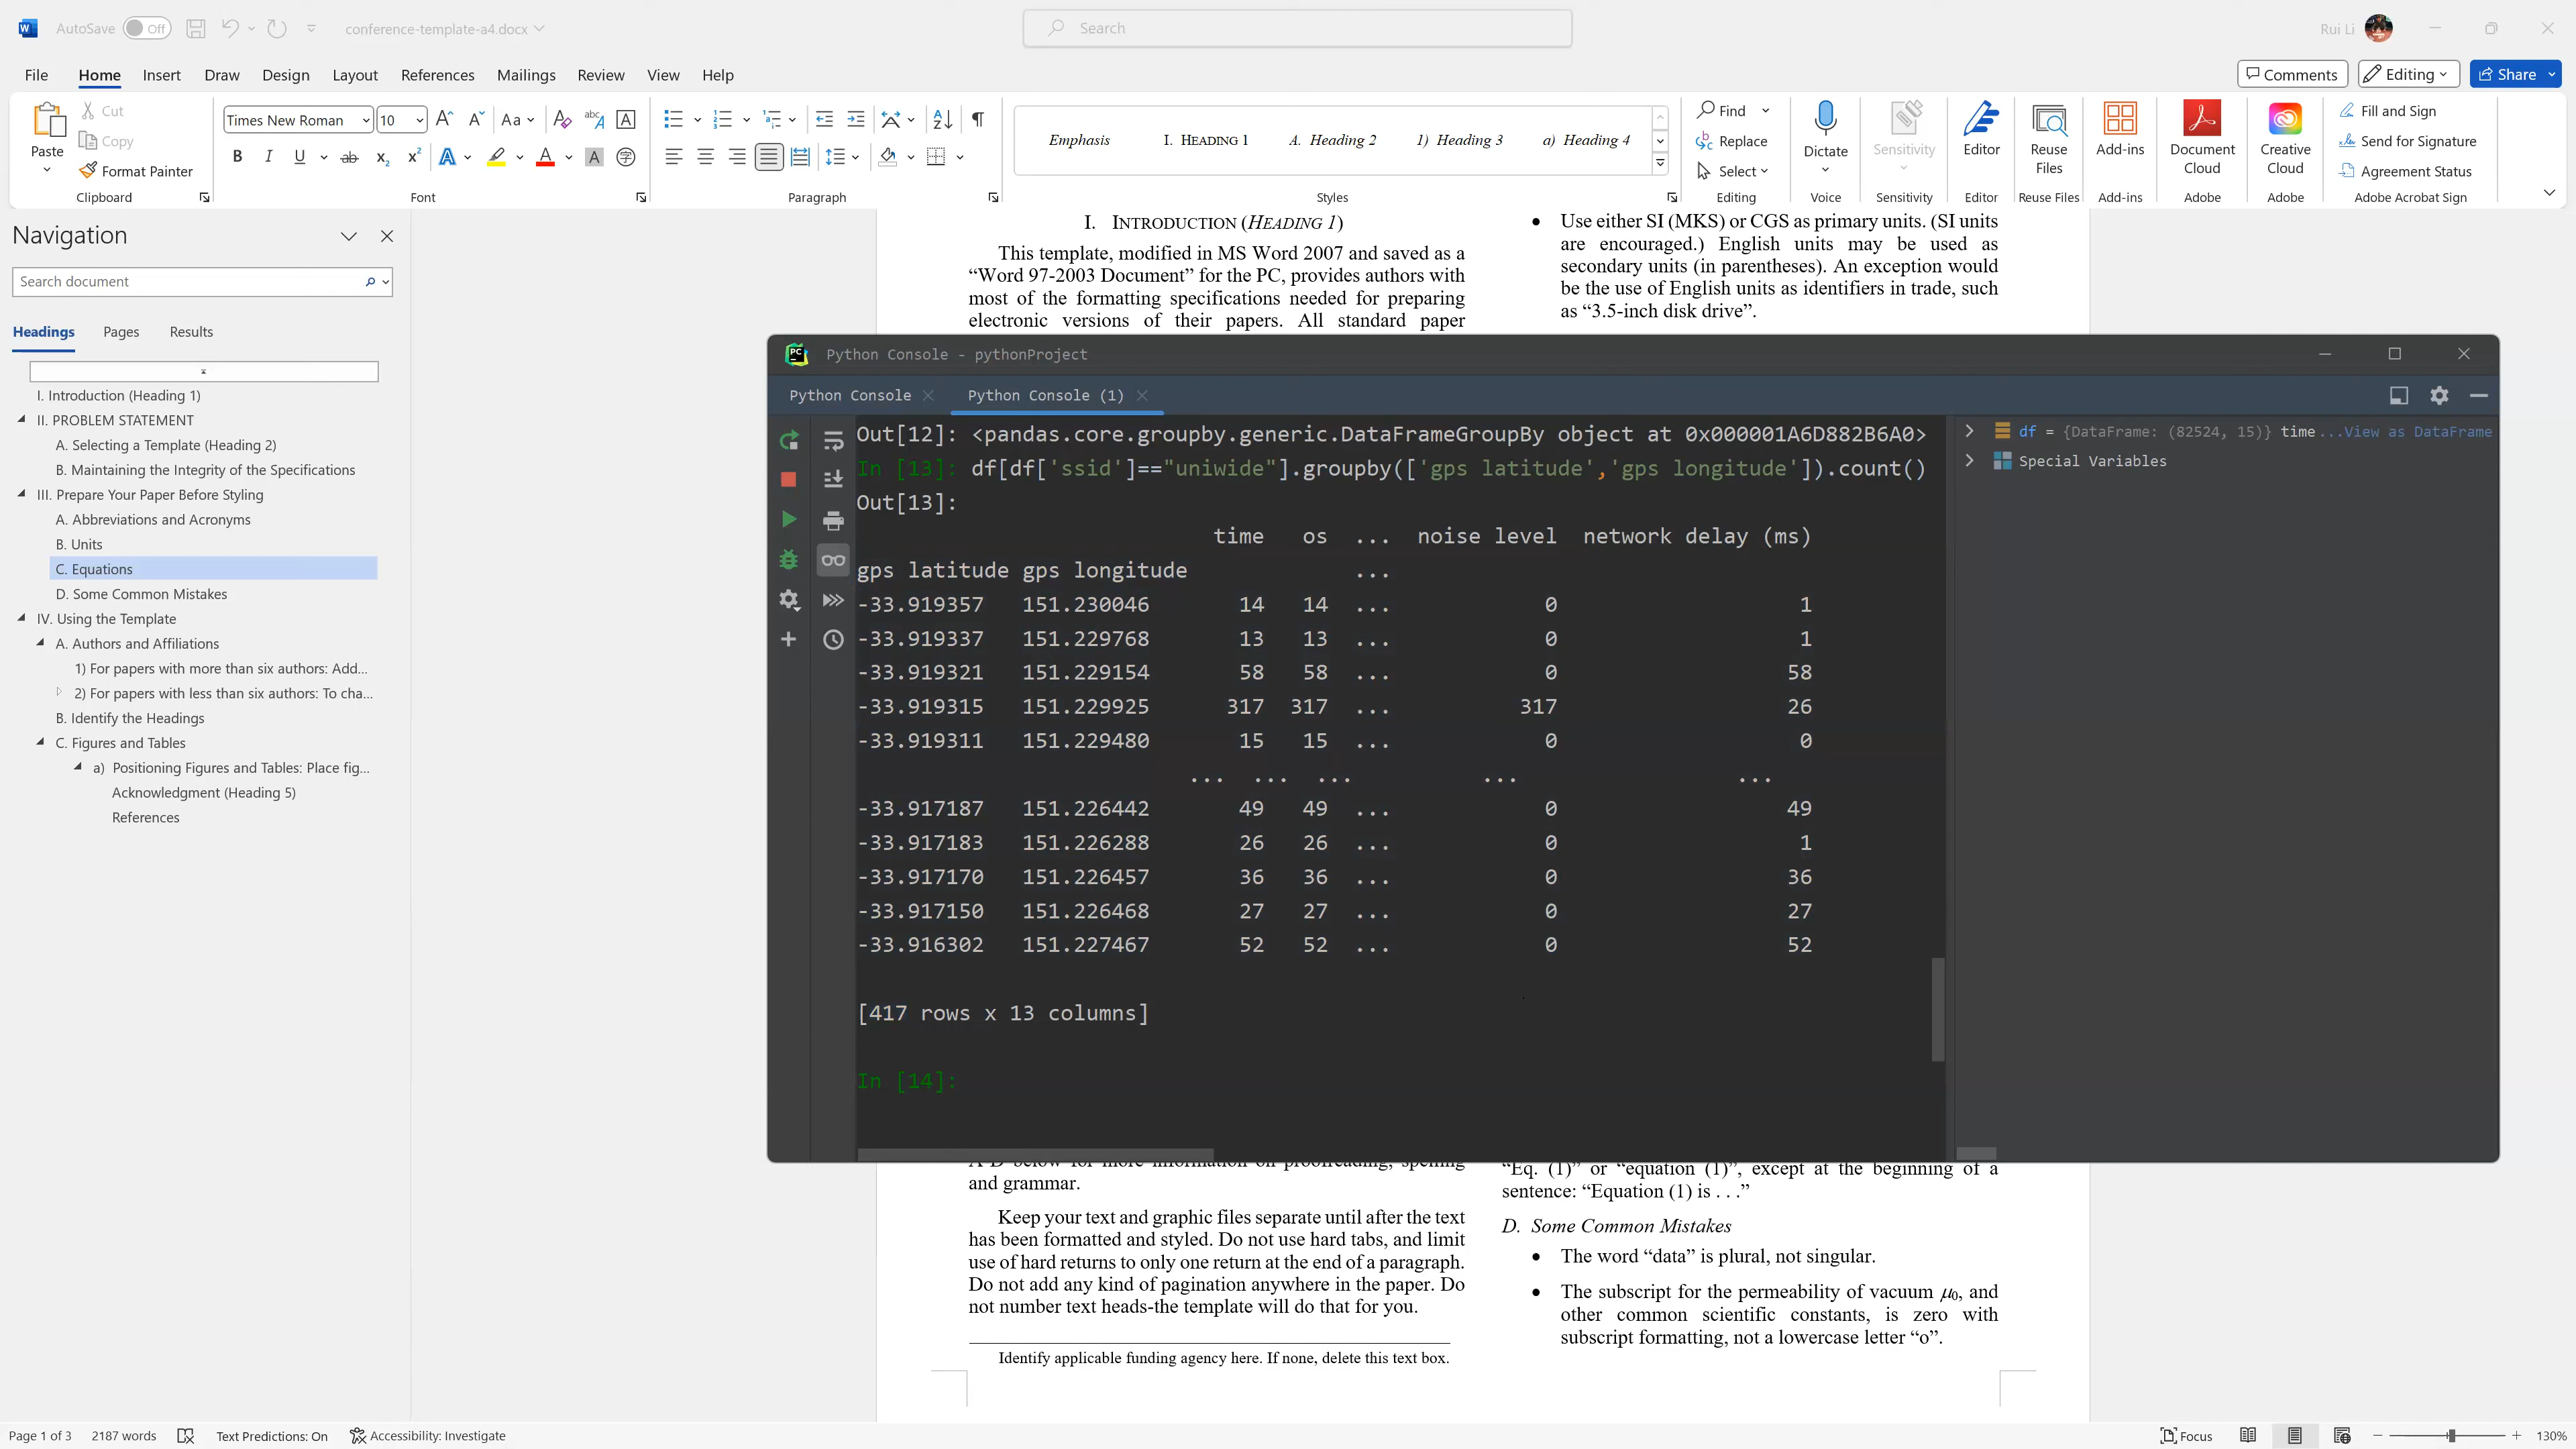 AutoSave Off conference-template-a4.docx Search Rui Li
File Home Insert Draw Design Layout References Mailings Review View Help Comments Editing Share
Paste Cut Copy Format Painter Clipboard
Times New Roman 10 Font
Paragraph
Emphasis I. HEADING 1 A. Heading 2 1) Heading 3 a) Heading 4 Styles
Find Replace Select Editing
Dictate Voice
Sensitivity Sensitivity
Editor Editor
Reuse Files Reuse Files
Add-ins Add-ins
Document Cloud Adobe
Creative Cloud Adobe
Fill and Sign Send for Signature Agreement Status Adobe Acrobat Sign
Navigation
Search document
Headings Pages Results
I. Introduction (Heading 1)
II. PROBLEM STATEMENT
A. Selecting a Template (Heading 2)
B. Maintaining the Integrity of the Specifications
III. Prepare Your Paper Before Styling
A. Abbreviations and Acronyms
B. Units
C. Equations
D. Some Common Mistakes
IV. Using the Template
A. Authors and Affiliations
1) For papers with more than six authors: Add...
2) For papers with less than six authors: To cha...
B. Identify the Headings
C. Figures and Tables
a) Positioning Figures and Tables: Place fig...
Acknowledgment (Heading 5)
References
I. INTRODUCTION (HEADING 1)
This template, modified in MS Word 2007 and saved as a
“Word 97-2003 Document” for the PC, provides authors with
most of the formatting specifications needed for preparing
electronic versions of their papers. All standard paper
• Use either SI (MKS) or CGS as primary units. (SI units
are encouraged.) English units may be used as
secondary units (in parentheses). An exception would
be the use of English units as identifiers in trade, such
as “3.5-inch disk drive”.
Python Console - pythonProject
Python Console Python Console (1)
Out[12]: <pandas.core.groupby.generic.DataFrameGroupBy object at 0x000001A6D882B6A0>
In [13]: df[df['ssid']=="uniwide"].groupby(['gps latitude','gps longitude']).count()
Out[13]:
time os ... noise level network delay (ms)
gps latitude gps longitude ...
-33.919357 151.230046 14 14 ... 0 1
-33.919337 151.229768 13 13 ... 0 1
-33.919321 151.229154 58 58 ... 0 58
-33.919315 151.229925 317 317 ... 317 26
-33.919311 151.229480 15 15 ... 0 0
... ... ... ... ...
-33.917187 151.226442 49 49 ... 0 49
-33.917183 151.226288 26 26 ... 0 1
-33.917170 151.226457 36 36 ... 0 36
-33.917150 151.226468 27 27 ... 0 27
-33.916302 151.227467 52 52 ... 0 52
[417 rows x 13 columns]
In [14]:
df = {DataFrame: (82524, 15)} time ...View as DataFrame
Special Variables
A-D below for more information on proofreading, spelling
and grammar.
Keep your text and graphic files separate until after the text
has been formatted and styled. Do not use hard tabs, and limit
use of hard returns to only one return at the end of a paragraph.
Do not add any kind of pagination anywhere in the paper. Do
not number text heads-the template will do that for you.
Identify applicable funding agency here. If none, delete this text box.
“Eq. (1)” or “equation (1)”, except at the beginning of a
sentence: “Equation (1) is . . .”
D. Some Common Mistakes
• The word “data” is plural, not singular.
• The subscript for the permeability of vacuum μ0, and
other common scientific constants, is zero with
subscript formatting, not a lowercase letter “o”.
Page 1 of 3 2187 words Text Predictions: On Accessibility: Investigate Focus 130%